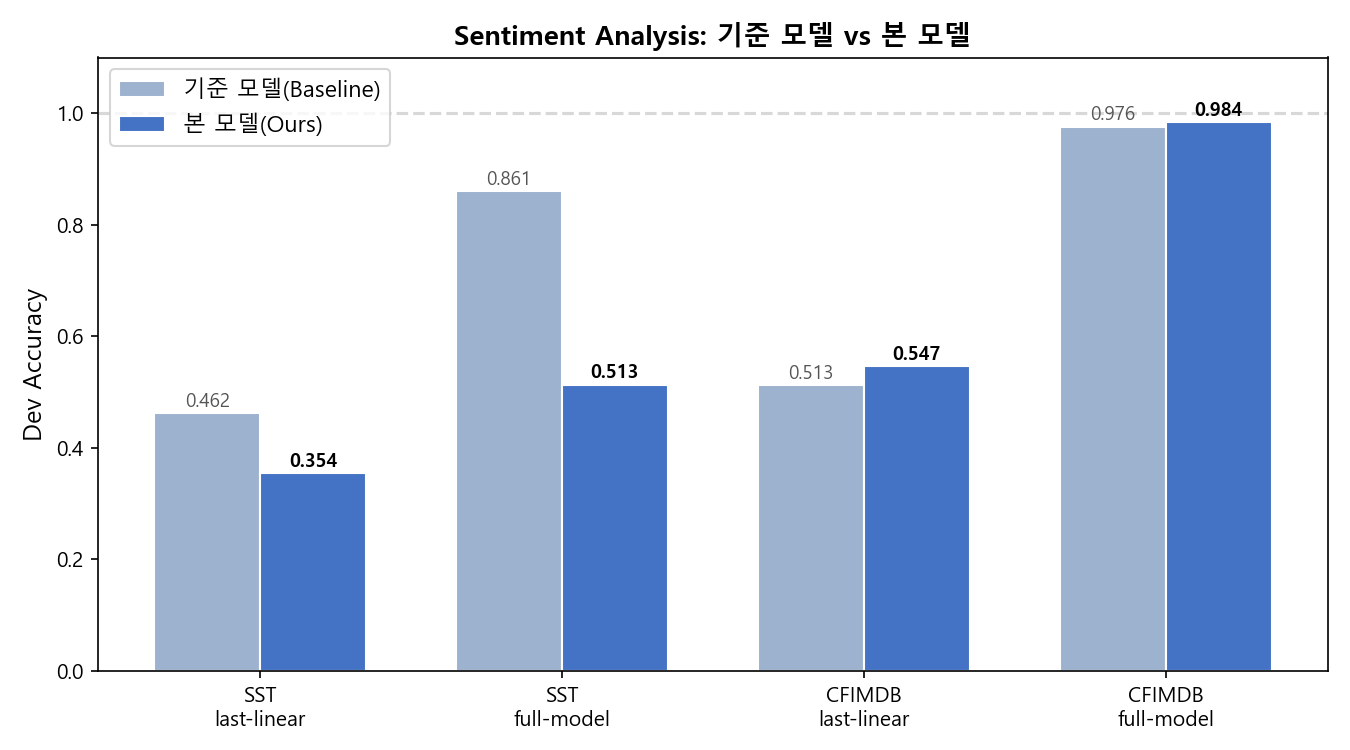 Sentiment Analysis: 기준 모델 vs 본 모델
기준 모델(Baseline)
본 모델(Ours)
Dev Accuracy
1.0
0.8
0.6
0.4
0.2
0.0
0.462
0.354
0.861
0.513
0.513
0.547
0.976
0.984
SST
last-linear
SST
full-model
CFIMDB
last-linear
CFIMDB
full-model